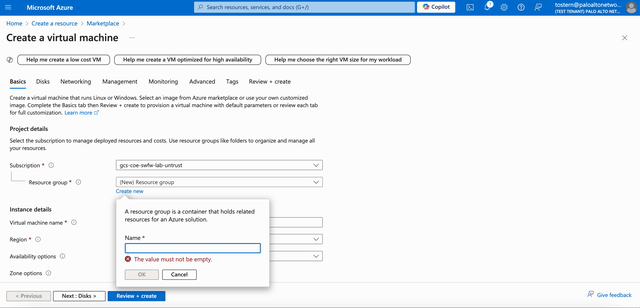 Microsoft Azure
Search resources, services, and docs (G+/)
Copilot
tostern@paloaltonetwo...
(TEST TENANT) PALO ALTO NET...
Home > Create a resource > Marketplace >
Create a virtual machine ...
Help me create a low cost VM
Help me create a VM optimized for high availability
Help me choose the right VM size for my workload
Basics Disks Networking Management Monitoring Advanced Tags Review + create
Create a virtual machine that runs Linux or Windows. Select an image from Azure marketplace or use your own customized
image. Complete the Basics tab then Review + create to provision a virtual machine with default parameters or review each tab
for full customization. Learn more
Project details
Select the subscription to manage deployed resources and costs. Use resource groups like folders to organize and manage all
your resources.
Subscription * gcs-coe-swfw-lab-untrust
Resource group * (New) Resource group
Create new
A resource group is a container that holds related
resources for an Azure solution.
Name *
The value must not be empty.
OK Cancel
Instance details
Virtual machine name *
Region *
Availability options
Zone options
< Previous Next : Disks > Review + create
Give feedback